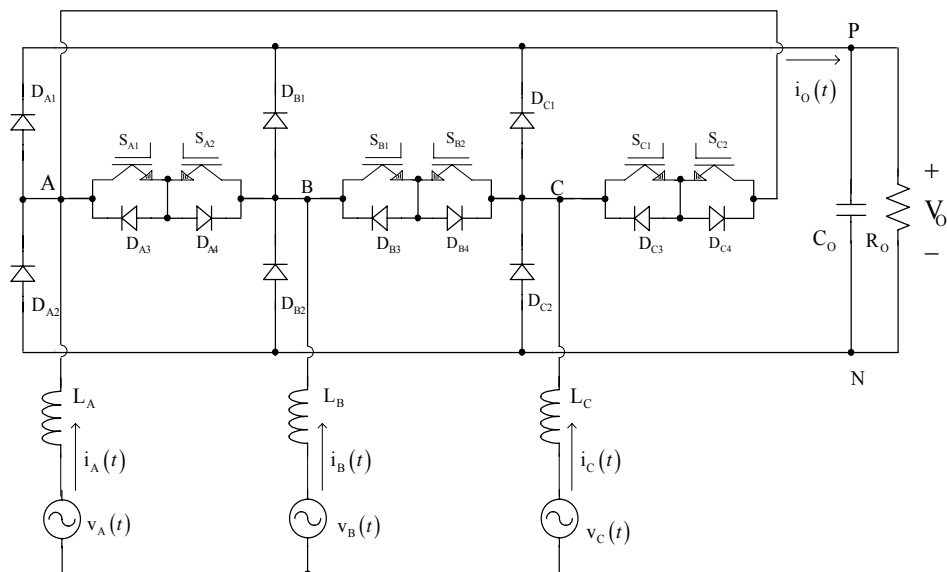 P
D_A1
D_B1
D_C1
i_O(t)
S_A1
S_A2
S_B1
S_B2
S_C1
S_C2
A
B
C
+
V_O
−
C_O
R_O
D_A3
D_A4
D_B3
D_B4
D_C3
D_C4
D_A2
D_B2
D_C2
N
L_A
L_B
L_C
i_A(t)
i_B(t)
i_C(t)
v_A(t)
v_B(t)
v_C(t)